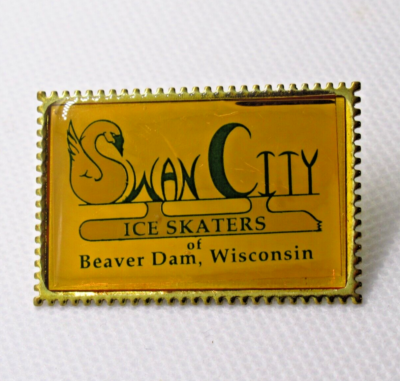 Swan City
ICE SKATERS
of
Beaver Dam, Wisconsin